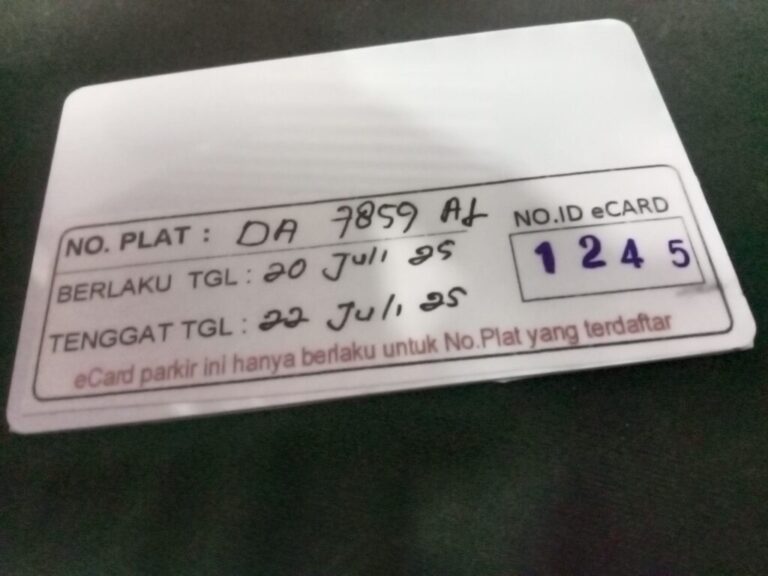 NO. PLAT : DA 7859 AL
NO.ID eCARD
1245
BERLAKU TGL : 20 Juli 25
TENGGAT TGL : 22 Juli 25
eCard parkir ini hanya berlaku untuk No.Plat yang terdaftar